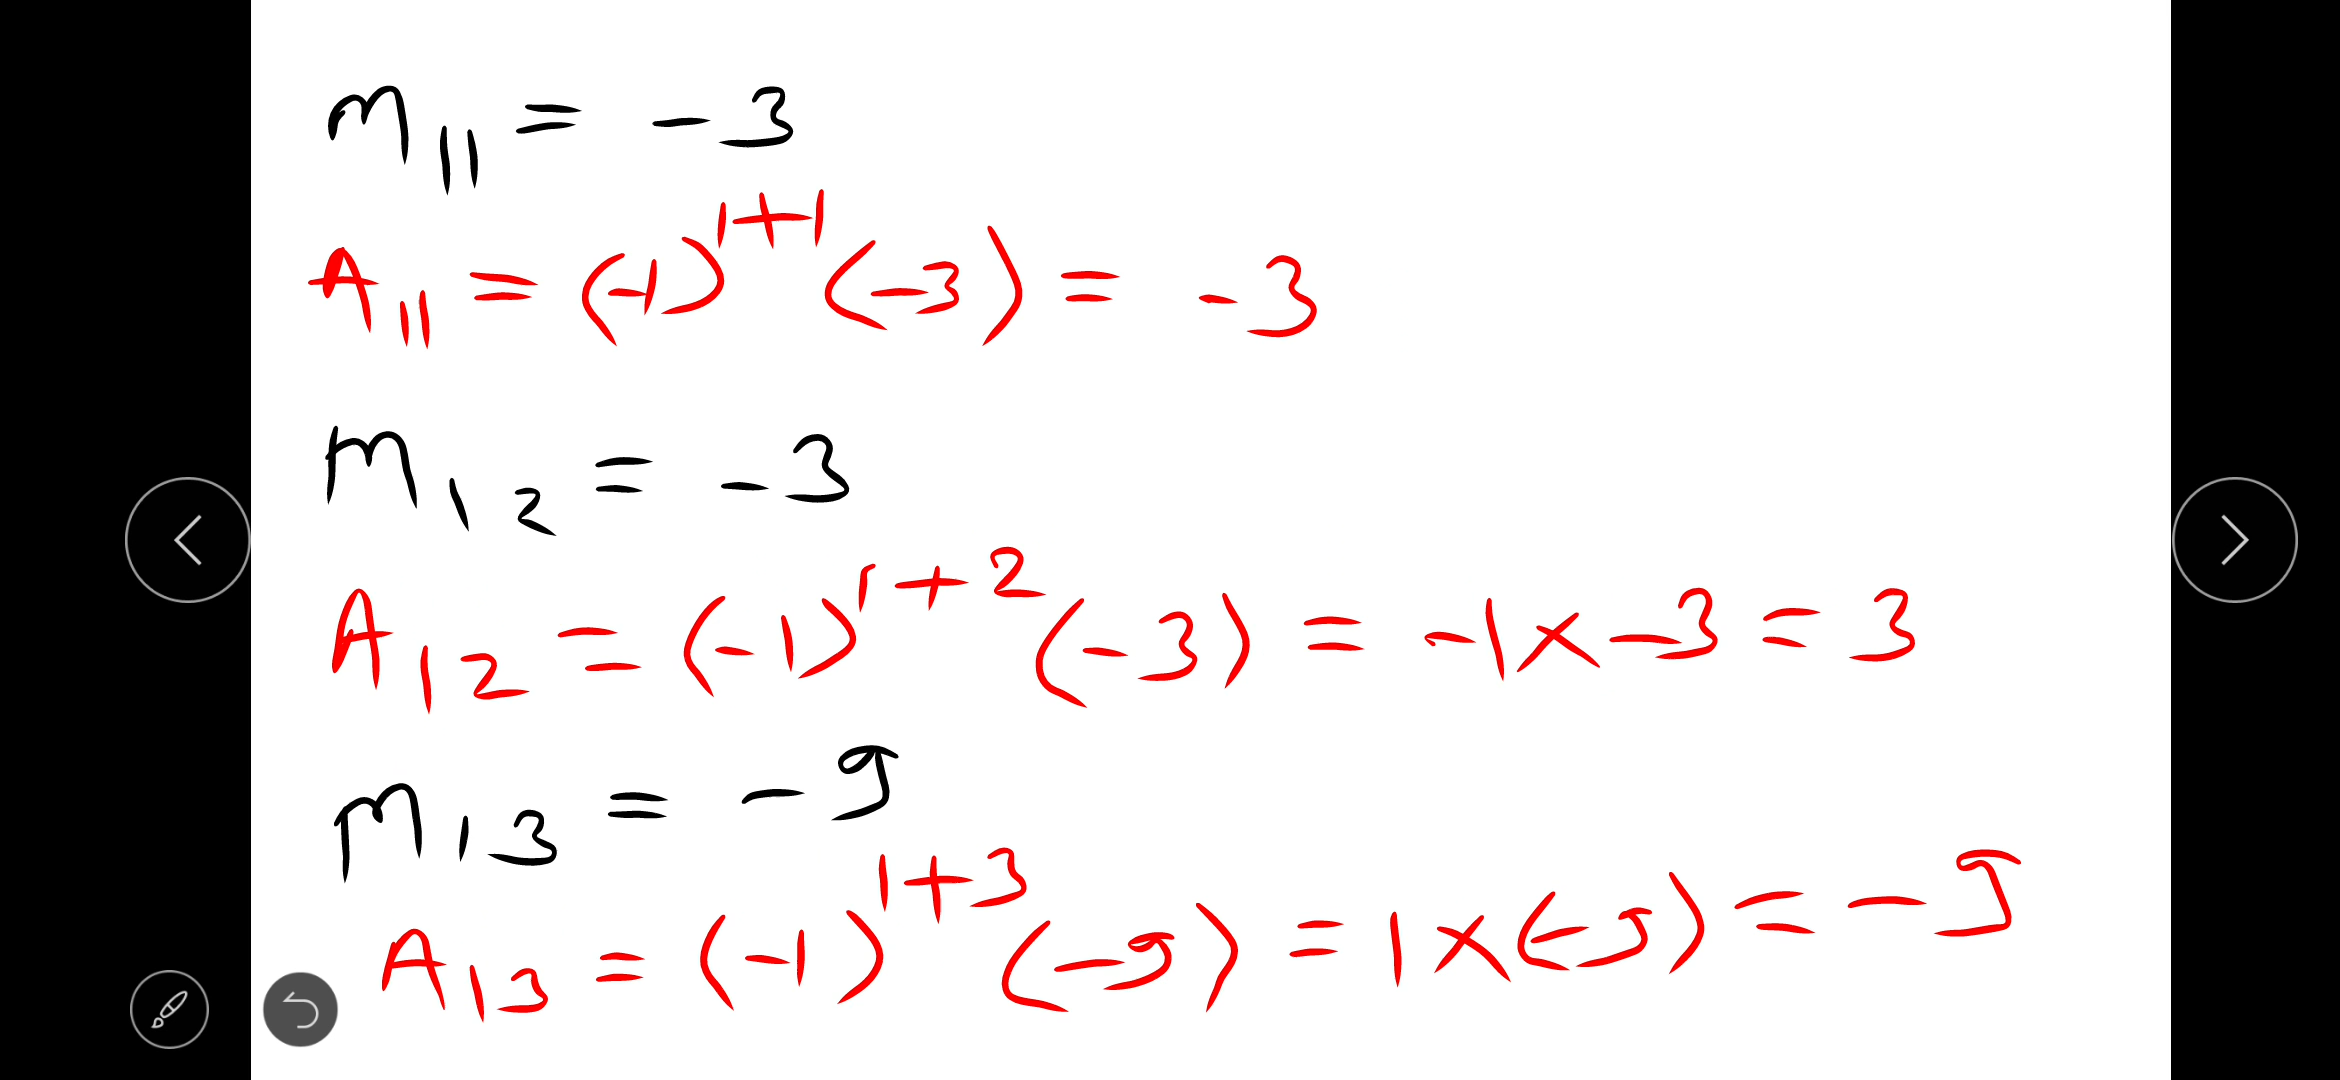 m₁₁ = -3
A₁₁ = (-1)¹⁺¹ (-3) = -3
m₁₂ = -3
A₁₂ = (-1)¹⁺² (-3) = -1 × -3 = 3
m₁₃ = -9
A₁₃ = (-1)¹⁺³ (-9) = 1 × (-9) = -9